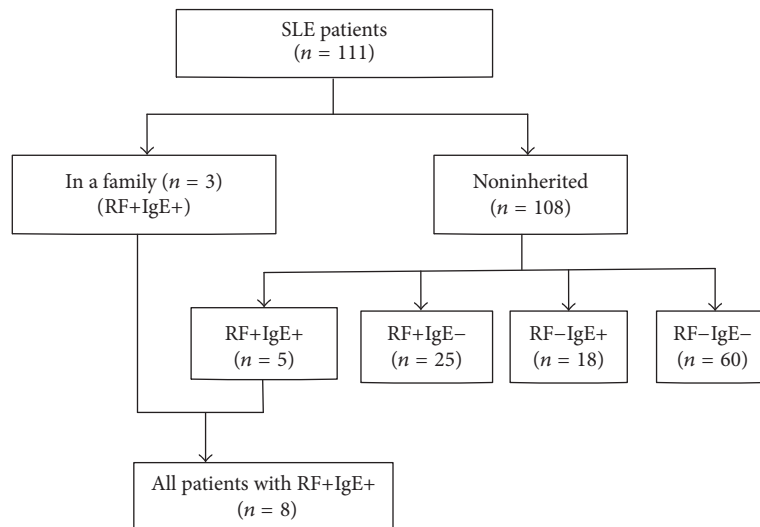 SLE patients
(n = 111)
In a family (n = 3)
(RF+IgE+)
Noninherited
(n = 108)
RF+IgE+
(n = 5)
RF+IgE−
(n = 25)
RF−IgE+
(n = 18)
RF−IgE−
(n = 60)
All patients with RF+IgE+
(n = 8)